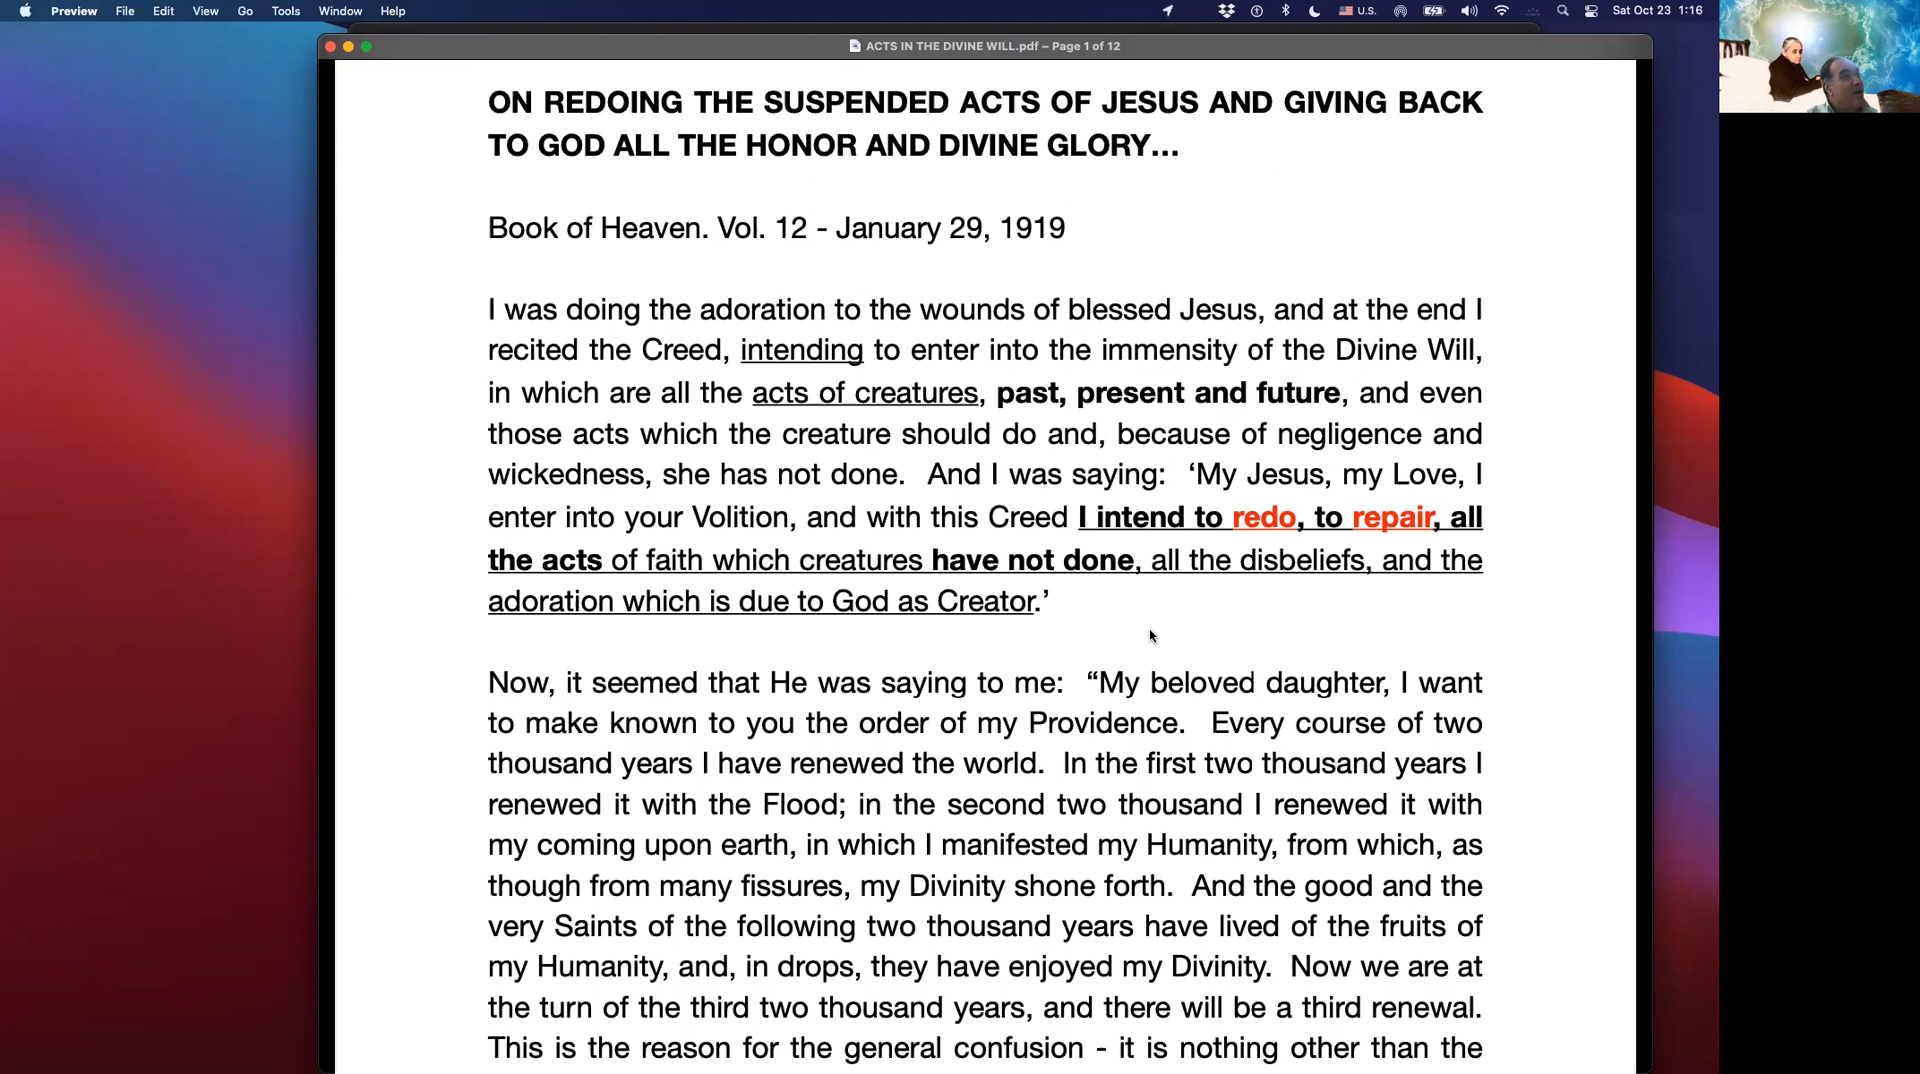 Preview File Edit View Go Tools Window Help U.S. Sat Oct 23 1:16
ACTS IN THE DIVINE WILL.pdf – Page 1 of 12
ON REDOING THE SUSPENDED ACTS OF JESUS AND GIVING BACK
TO GOD ALL THE HONOR AND DIVINE GLORY…
Book of Heaven. Vol. 12 - January 29, 1919
I was doing the adoration to the wounds of blessed Jesus, and at the end I
recited the Creed, intending to enter into the immensity of the Divine Will,
in which are all the acts of creatures, past, present and future, and even
those acts which the creature should do and, because of negligence and
wickedness, she has not done. And I was saying: ‘My Jesus, my Love, I
enter into your Volition, and with this Creed I intend to redo, to repair, all
the acts of faith which creatures have not done, all the disbeliefs, and the
adoration which is due to God as Creator.’
Now, it seemed that He was saying to me: “My beloved daughter, I want
to make known to you the order of my Providence. Every course of two
thousand years I have renewed the world. In the first two thousand years I
renewed it with the Flood; in the second two thousand I renewed it with
my coming upon earth, in which I manifested my Humanity, from which, as
though from many fissures, my Divinity shone forth. And the good and the
very Saints of the following two thousand years have lived of the fruits of
my Humanity, and, in drops, they have enjoyed my Divinity. Now we are at
the turn of the third two thousand years, and there will be a third renewal.
This is the reason for the general confusion - it is nothing other than the